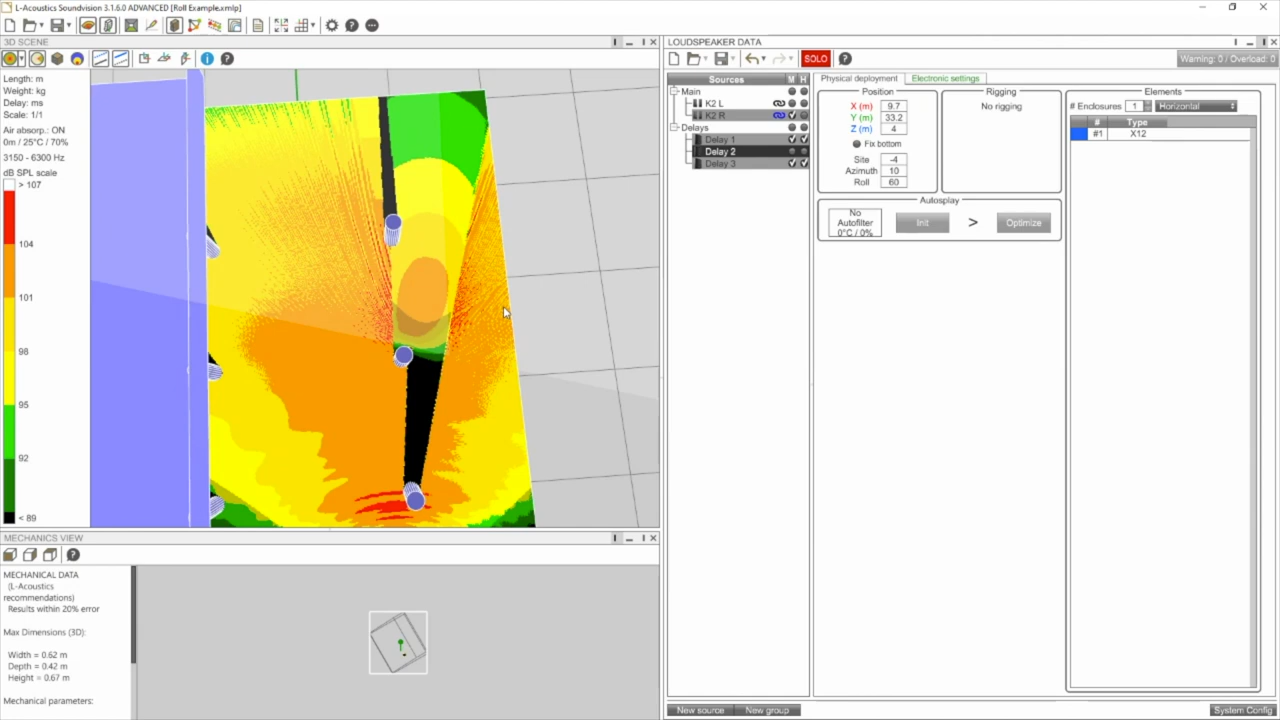 L-Acoustics Soundvision 3.1.6.0 ADVANCED [Roll Example.xmlp]
3D SCENE
Length: m
Weight: kg
Delay: ms
Scale: 1/1
Air absorp.: ON
0m / 25°C / 70%
3150 - 6300 Hz
dB SPL scale
> 107
104
101
98
95
92
< 89
MECHANICS VIEW
MECHANICAL DATA
(L-Acoustics
recommendations)
Results within 20% error
Max Dimensions (3D):
Width = 0.62 m
Depth = 0.42 m
Height = 0.67 m
Mechanical parameters:
LOUDSPEAKER DATA
SOLO
Warning: 0 / Overload: 0
Sources M H
Main
K2 L
K2 R
Delays
Delay 1
Delay 2
Delay 3
New source New group
Physical deployment Electronic settings
Position
X (m) 9.7
Y (m) 33.2
Z (m) 4
Fix bottom
Site -4
Azimuth 10
Roll 60
Rigging
No rigging
Autosplay
No
Autofilter
0°C / 0%
Init > Optimize
Elements
# Enclosures 1 Horizontal
# Type
#1 X12
System Config